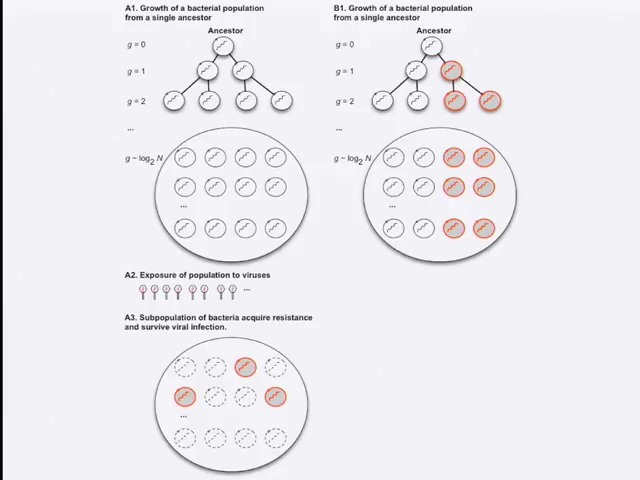 A1. Growth of a bacterial population
from a single ancestor
Ancestor
g = 0
g = 1
g = 2
...
g ~ log2 N
...
A2. Exposure of population to viruses
...
A3. Subpopulation of bacteria acquire resistance
and survive viral infection.
...
B1. Growth of a bacterial population
from a single ancestor
Ancestor
g = 0
g = 1
g = 2
...
g ~ log2 N
...